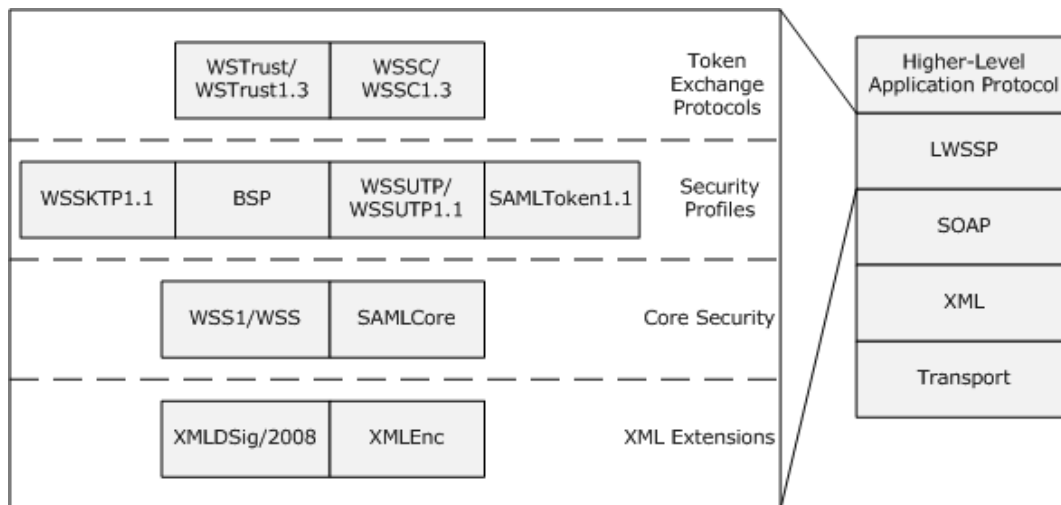 WSTrust/
WSTrust1.3
WSSC/
WSSC1.3
Token
Exchange
Protocols
WSSKTP1.1
BSP
WSSUTP/
WSSUTP1.1
SAMLToken1.1
Security
Profiles
WSS1/WSS
SAMLCore
Core Security
XMLDSig/2008
XMLEnc
XML Extensions
Higher-Level
Application Protocol
LWSSP
SOAP
XML
Transport